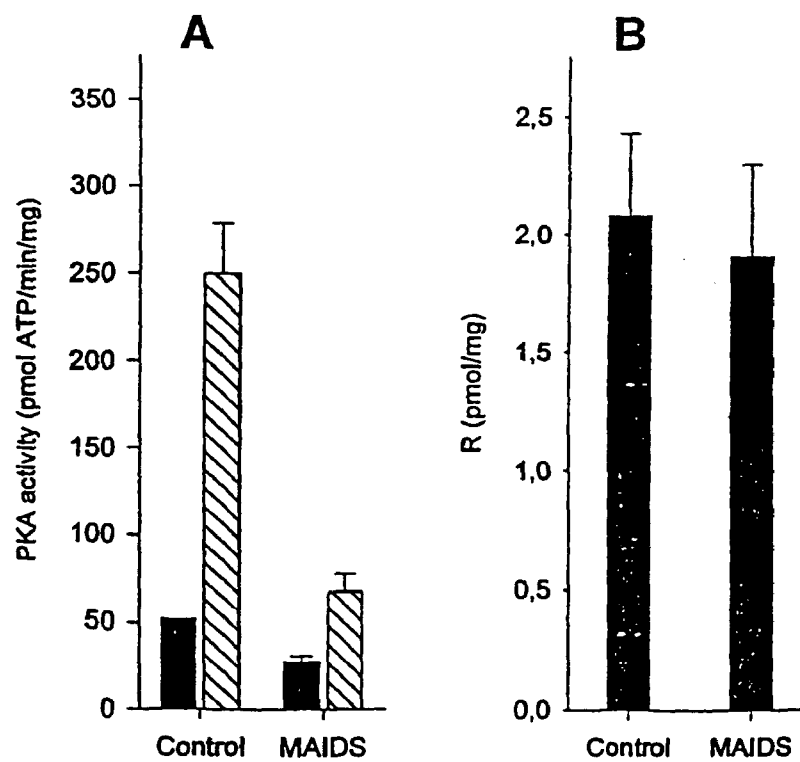 A
PKA activity (pmol ATP/min/mg)
350
300
250
200
150
100
50
0
Control MAIDS
B
R (pmol/mg)
2,5
2,0
1,5
1,0
0,5
0,0
Control MAIDS